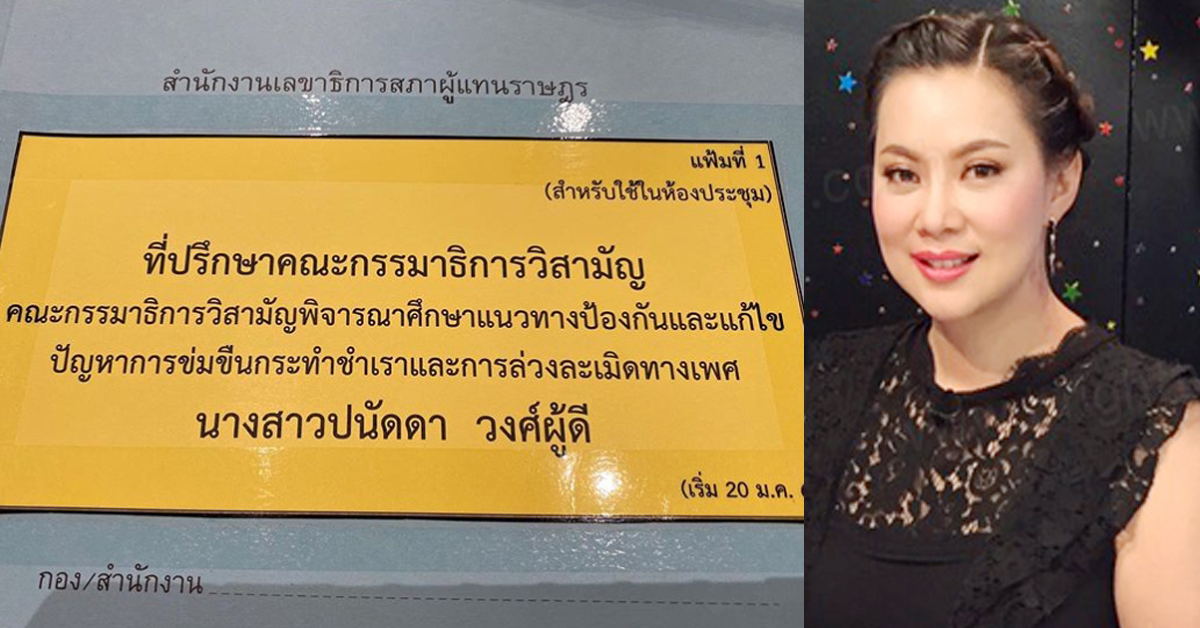 สำนักงานเลขาธิการสภาผู้แทนราษฎร
แฟ้มที่ 1
(สำหรับใช้ในห้องประชุม)
ที่ปรึกษาคณะกรรมาธิการวิสามัญ
คณะกรรมาธิการวิสามัญพิจารณาศึกษาแนวทางป้องกันและแก้ไข
ปัญหาการข่มขืนกระทำชำเราและการล่วงละเมิดทางเพศ
นางสาวปนัดดา วงศ์ผู้ดี
(เริ่ม 20 ม.ค.
กอง/สำนักงาน